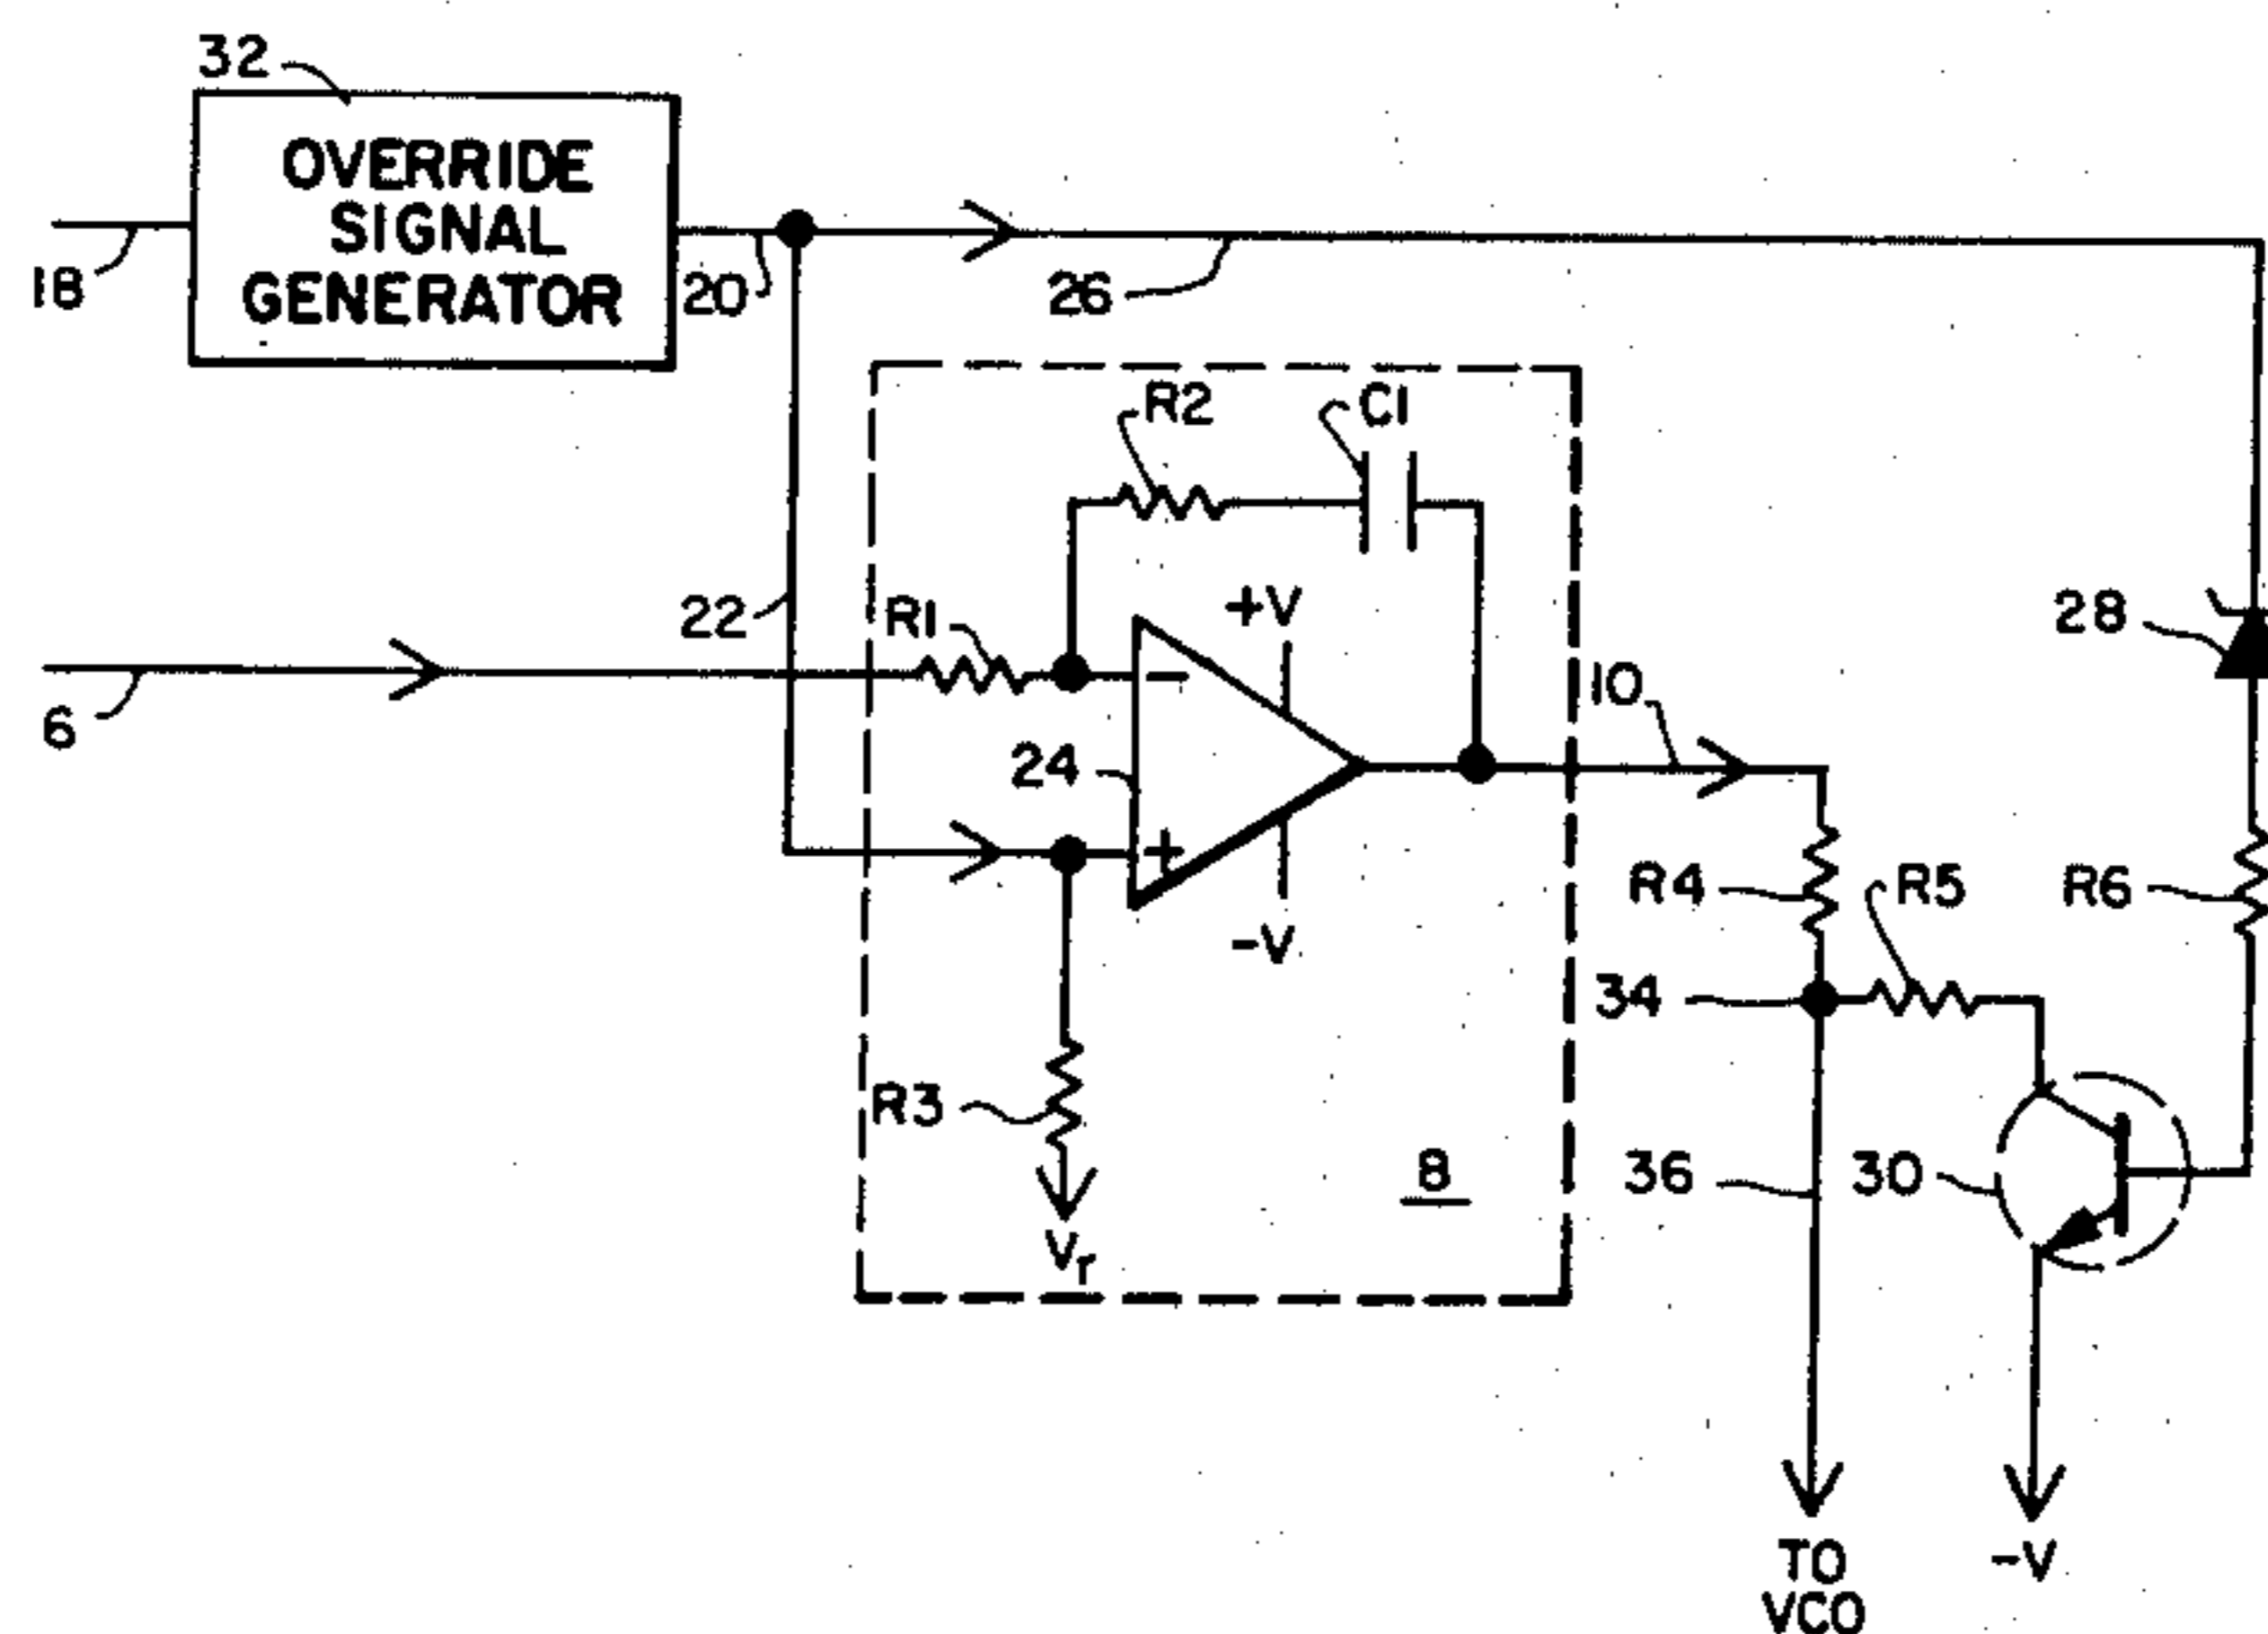 32
OVERRIDE
SIGNAL
GENERATOR
18
20
26
R2
C1
22
R1
+V
28
6
10
24
-
+
-V
R4
R5
R6
34
R3
8
36
30
Vr
TO
VCO
-V